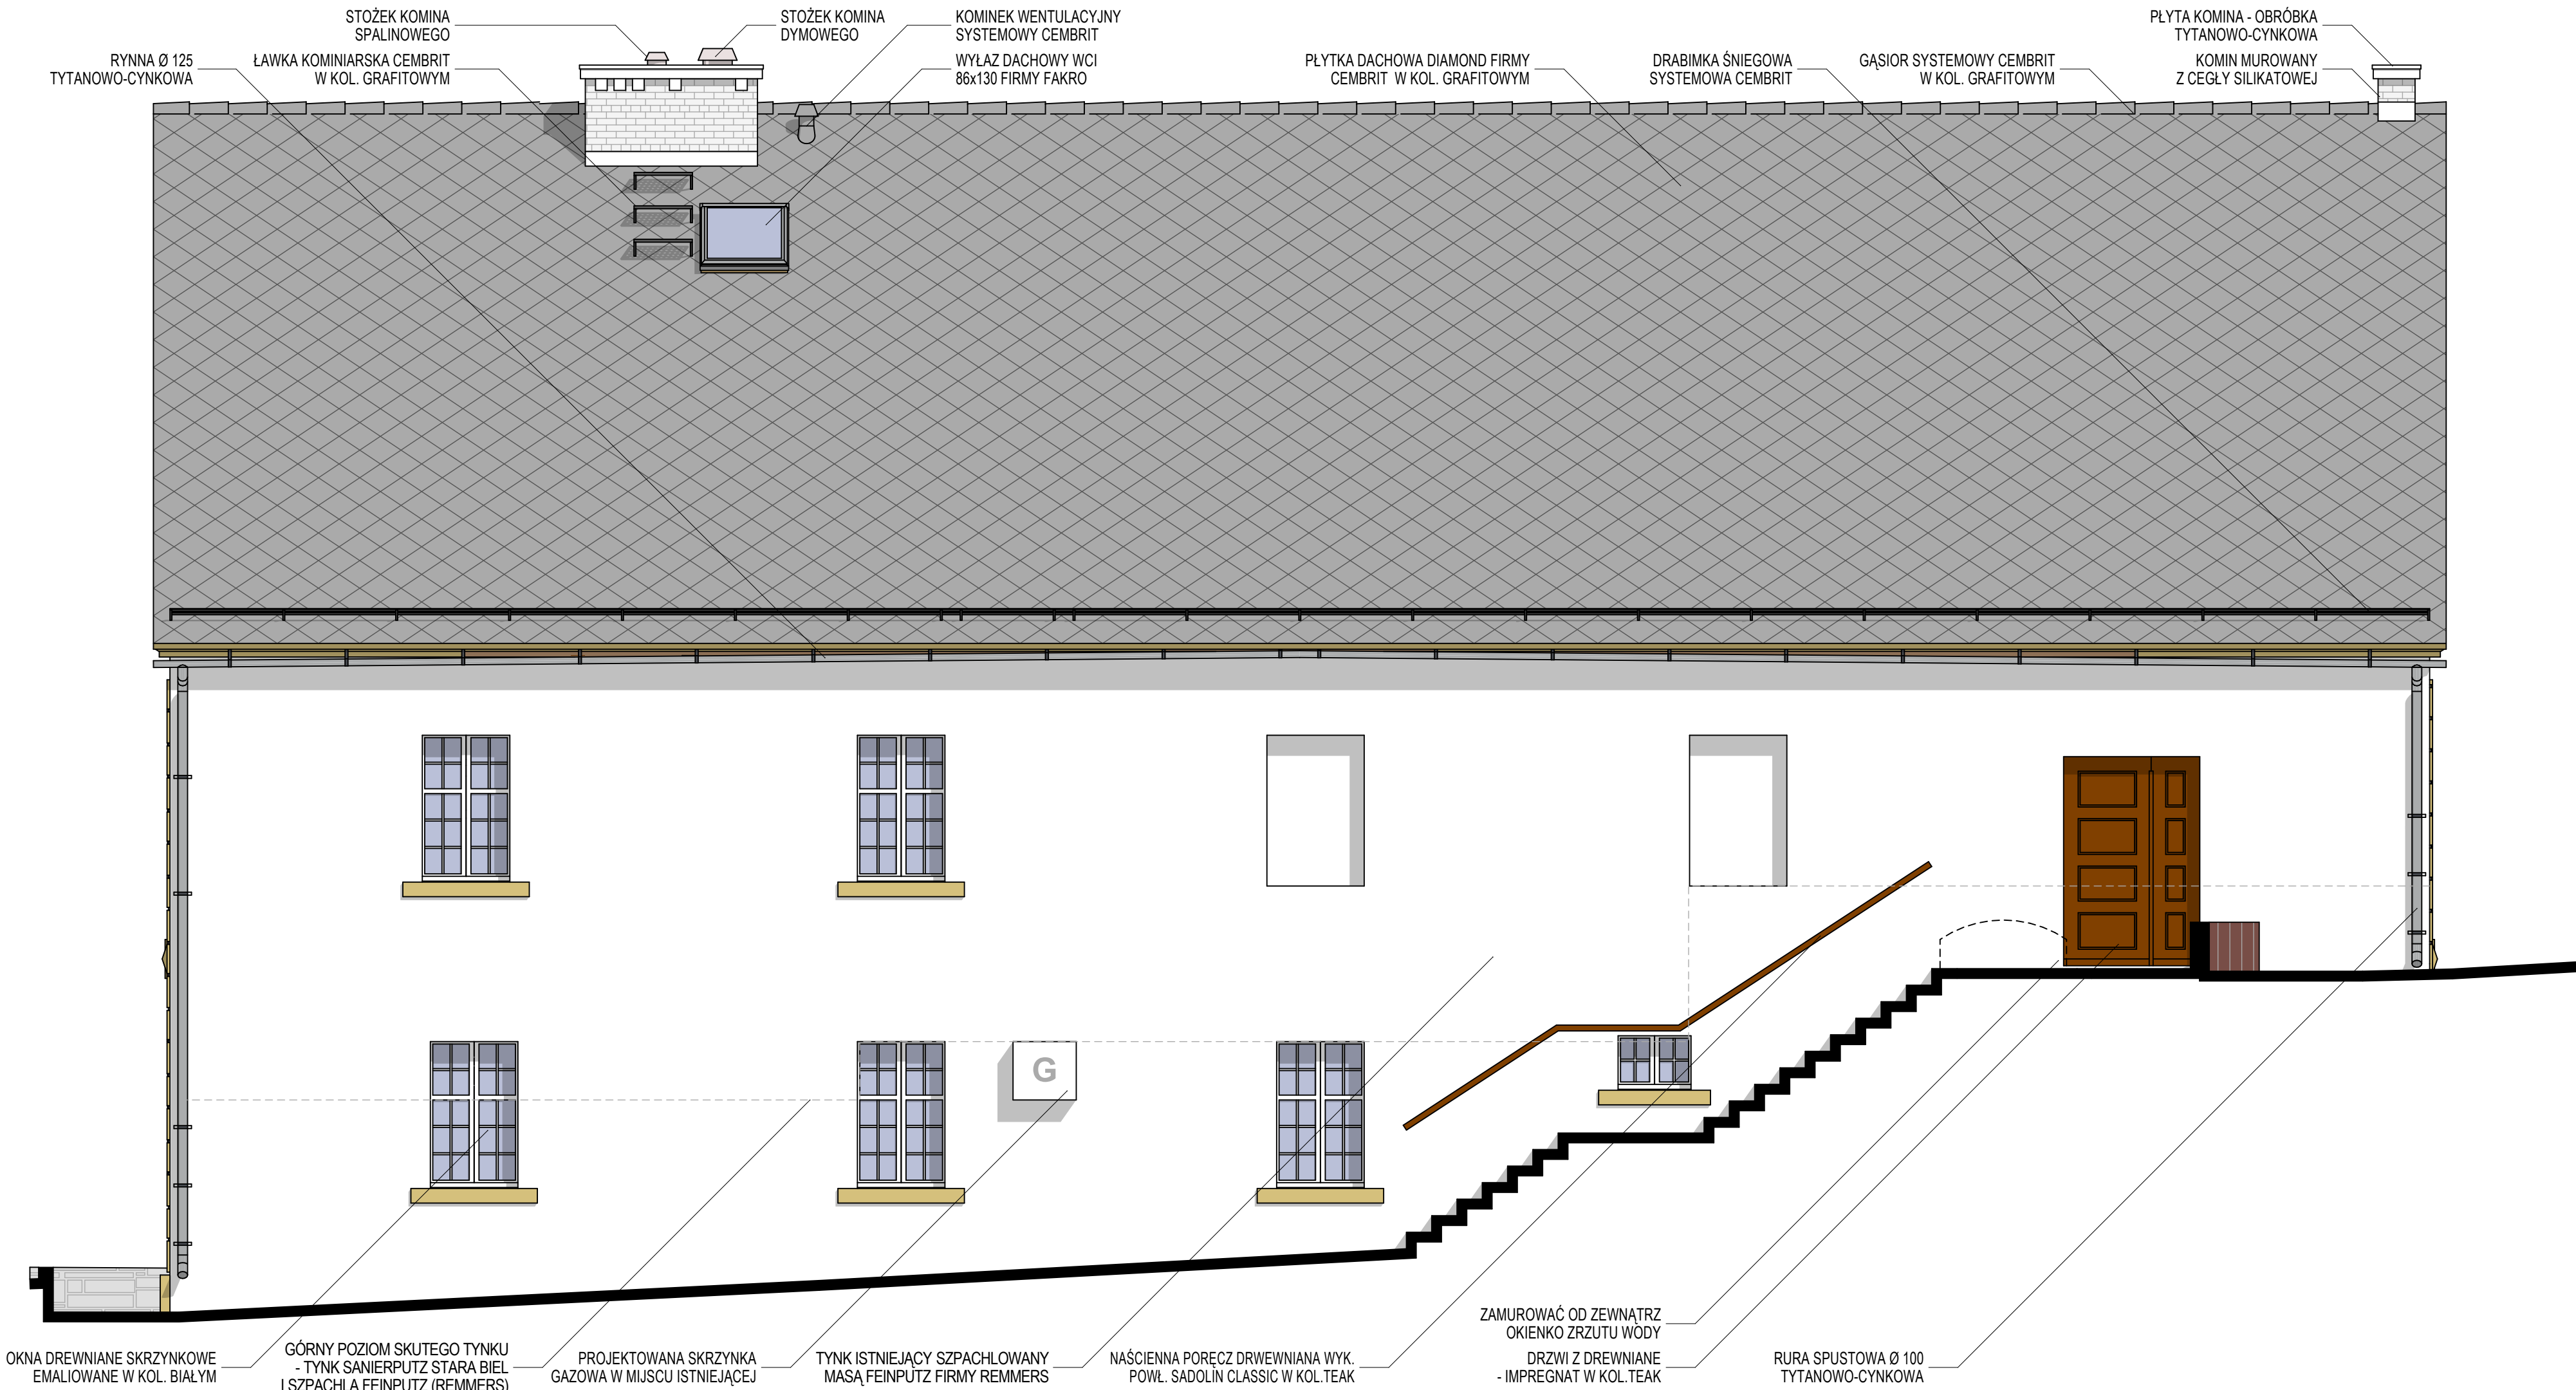 STOŻEK KOMINA
SPALINOWEGO
STOŻEK KOMINA
DYMOWEGO
KOMINEK WENTULACYJNY
SYSTEMOWY CEMBRIT
PŁYTA KOMINA - OBRÓBKA
TYTANOWO-CYNKOWA
RYNNA Ø 125
TYTANOWO-CYNKOWA
ŁAWKA KOMINIARSKA CEMBRIT
W KOL. GRAFITOWYM
WYŁAZ DACHOWY WCI
86x130 FIRMY FAKRO
PŁYTKA DACHOWA DIAMOND FIRMY
CEMBRIT W KOL. GRAFITOWYM
DRABIMKA ŚNIEGOWA
SYSTEMOWA CEMBRIT
GĄSIOR SYSTEMOWY CEMBRIT
W KOL. GRAFITOWYM
KOMIN MUROWANY
Z CEGŁY SILIKATOWEJ
G
ZAMUROWAĆ OD ZEWNĄTRZ
OKIENKO ZRZUTU WODY
OKNA DREWNIANE SKRZYNKOWE
EMALIOWANE W KOL. BIAŁYM
GÓRNY POZIOM SKUTEGO TYNKU
- TYNK SANIERPUTZ STARA BIEL
I SZPACHLA FEINPUTZ (REMMERS)
PROJEKTOWANA SKRZYNKA
GAZOWA W MIJSCU ISTNIEJĄCEJ
TYNK ISTNIEJĄCY SZPACHLOWANY
MASĄ FEINPUTZ FIRMY REMMERS
NAŚCIENNA PORĘCZ DRWEWNIANA WYK.
POWŁ. SADOLIN CLASSIC W KOL.TEAK
DRZWI Z DREWNIANE
- IMPREGNAT W KOL.TEAK
RURA SPUSTOWA Ø 100
TYTANOWO-CYNKOWA